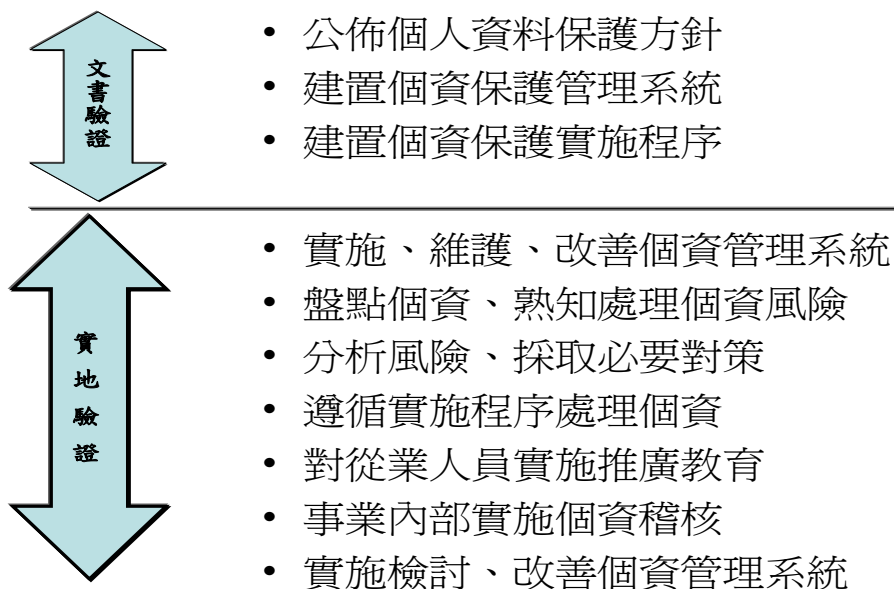 文書驗證
• 公佈個人資料保護方針
• 建置個資保護管理系統
• 建置個資保護實施程序
實地驗證
• 實施、維護、改善個資管理系統
• 盤點個資、熟知處理個資風險
• 分析風險、採取必要對策
• 遵循實施程序處理個資
• 對從業人員實施推廣教育
• 事業內部實施個資稽核
• 實施檢討、改善個資管理系統